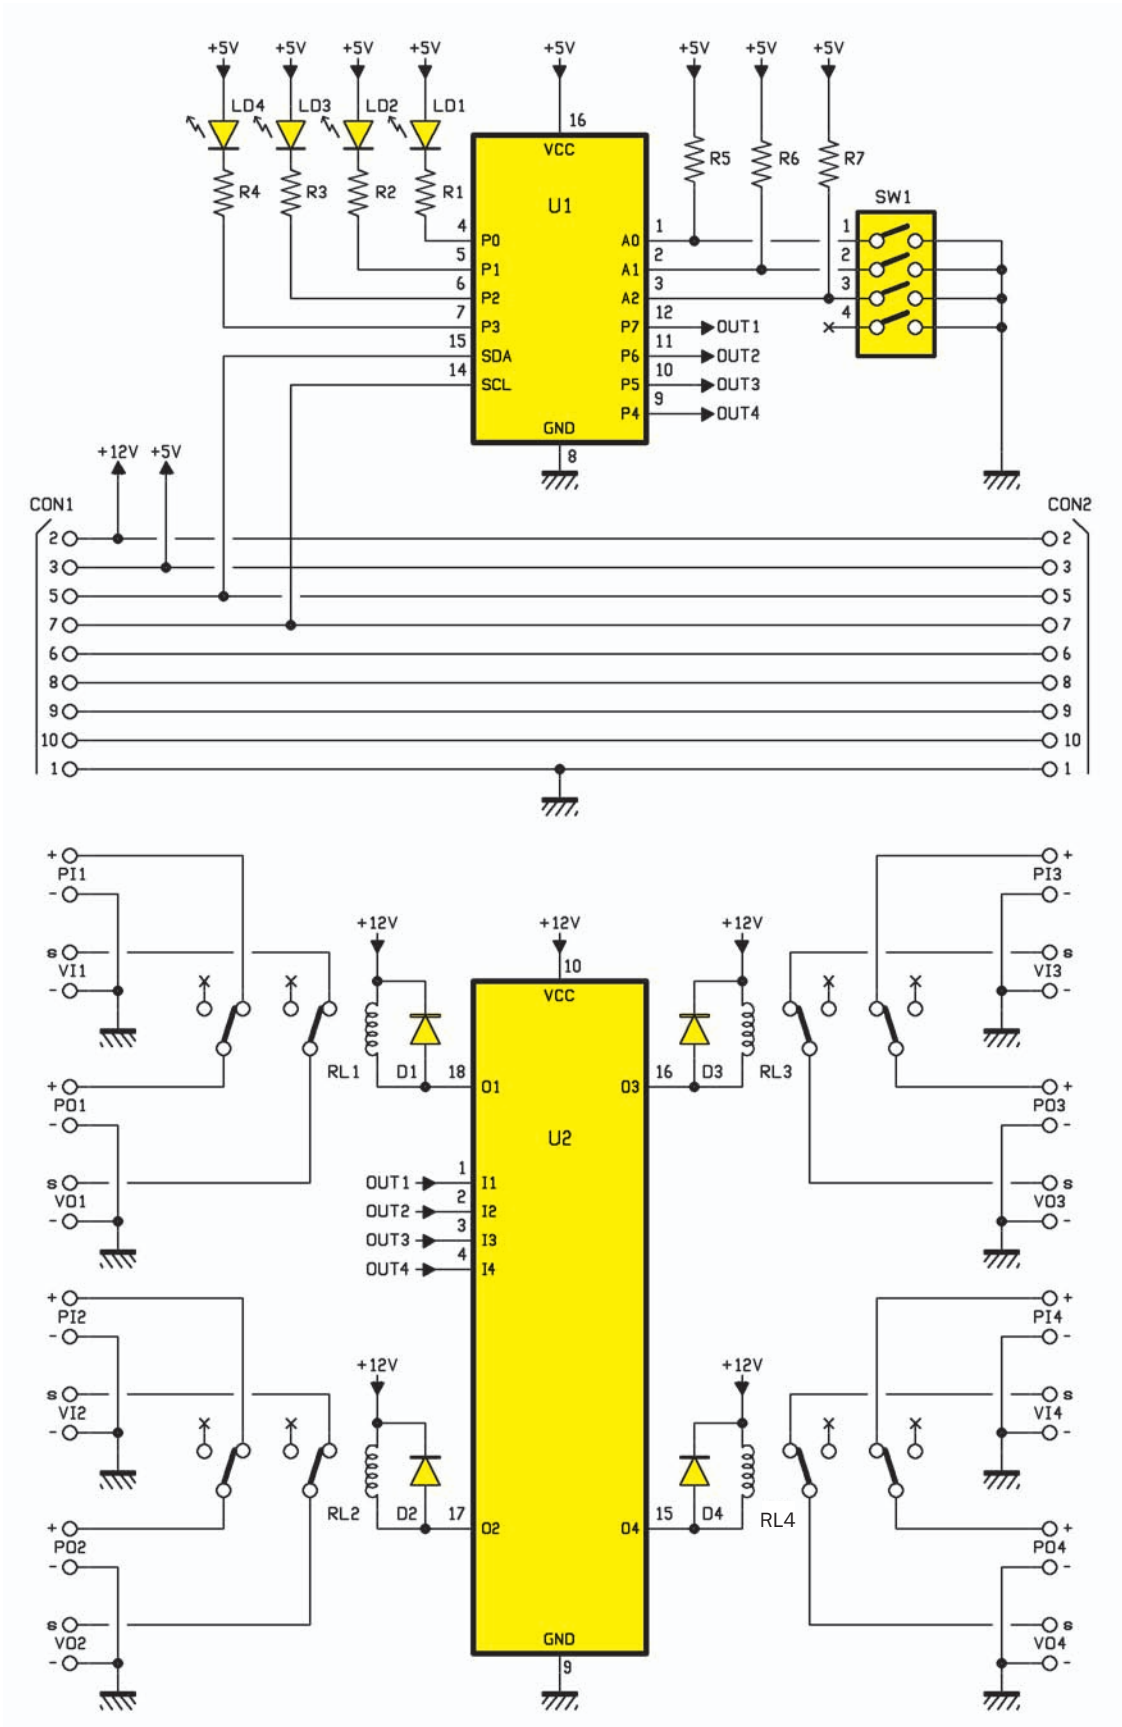 +5V +5V +5V +5V +5V +5V +5V +5V
LD4 LD3 LD2 LD1
16
VCC
R5 R6 R7
R4 R3 R2 R1
U1
SW1
4 P0 A0 1 1
5 P1 A1 2 2
6 P2 A2 3 3
7 P3 P7 12 OUT1 4
15 SDA P6 11 OUT2
14 SCL P5 10 OUT3
P4 9 OUT4
GND
8
+12V +5V
CON1 CON2
2 2
3 3
5 5
7 7
6 6
8 8
9 9
10 10
1 1
+ +
PI1 PI3
- -
+12V +12V +12V
s s
VI1 10 VI3
- -
VCC
x x x x
RL1 D1 18 O1 O3 16 D3 RL3
+ +
PO1 PO3
- -
U2
s s
VO1 VO3
- -
OUT1 1 I1
OUT2 2 I2
OUT3 3 I3
OUT4 4 I4
+ +
PI2 PI4
- -
+12V +12V
s s
VI2 VI4
- -
x x x x
RL2 D2 17 O2 O4 15 D4 RL4
+ +
PO2 PO4
- -
s s
VO2 VO4
- -
GND
9